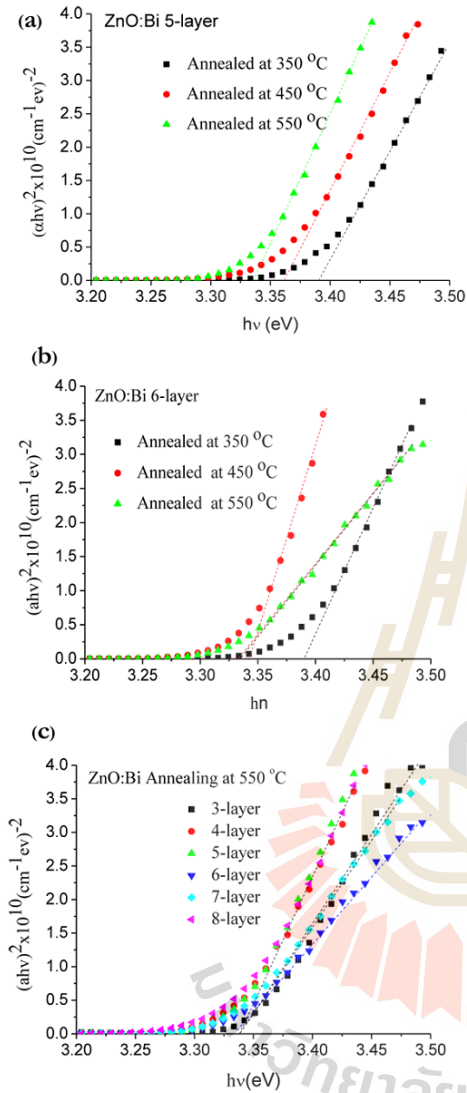 (a)
ZnO:Bi 5-layer
Annealed at 350 °C
Annealed at 450 °C
Annealed at 550 °C
(αhν)²x10¹⁰(cm⁻¹ev)⁻²
4.0
3.5
3.0
2.5
2.0
1.5
1.0
0.5
0.0
3.20 3.25 3.30 3.35 3.40 3.45 3.50
hν (eV)
(b)
ZnO:Bi 6-layer
Annealed at 350 °C
Annealed at 450 °C
Annealed at 550 °C
(ahv)²x10¹⁰(cm⁻¹ev)⁻²
4.0
3.5
3.0
2.5
2.0
1.5
1.0
0.5
0.0
3.20 3.25 3.30 3.35 3.40 3.45 3.50
hn
(c)
ZnO:Bi Annealing at 550 °C
3-layer
4-layer
5-layer
6-layer
7-layer
8-layer
(ahv)²x10¹⁰(cm⁻¹ev)⁻²
4.0
3.5
3.0
2.5
2.0
1.5
1.0
0.5
0.0
3.20 3.25 3.30 3.35 3.40 3.45 3.50
hν(eV)